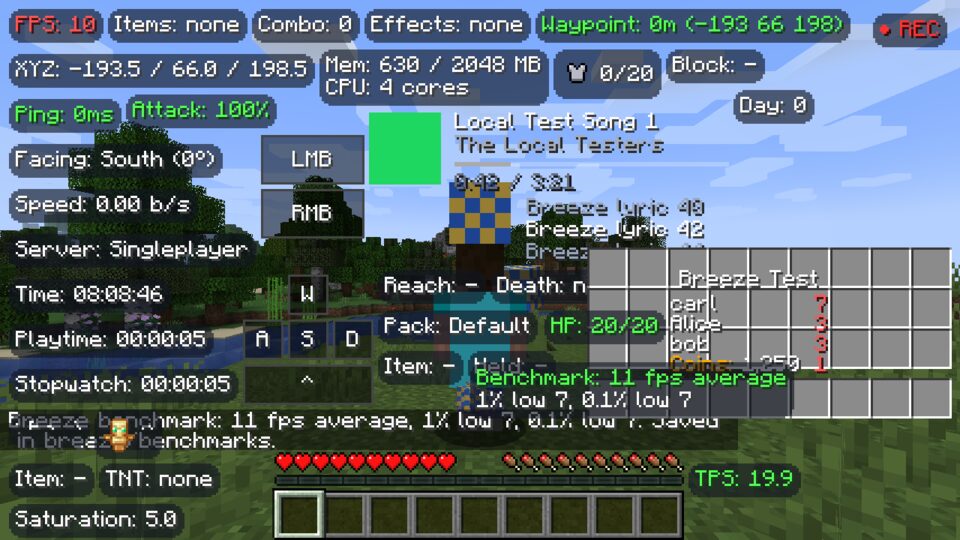 FPS: 10
Items: none
Combo: 0
Effects: none
Waypoint: 0m (-193 66 198)
REC
XYZ: -193.5 / 66.0 / 198.5
Mem: 630 / 2048 MB
CPU: 4 cores
0/20
Block: -
Day: 0
Ping: 0ms
Attack: 100%
Local Test Song 1
The Local Testers
0:42 / 3:21
Facing: South (0°)
LMB
Speed: 0.00 b/s
RMB
Breeze lyric 40
Breeze lyric 42
Breeze
Server: Singleplayer
Time: 08:08:46
W
Reach: -
Death:
Breeze Test
carl 7
Alice 3
bob 3
Coins: 1,250 1
Playtime: 00:00:05
A
S
D
Pack: Default
HP: 20/20
Item: -
Held: -
Stopwatch: 00:00:05
^
Benchmark: 11 fps average
1% low 7, 0.1% low 7
Breeze benchmark: 11 fps average, 1% low 7, 0.1% low 7. Saved
in breeze benchmarks.
Item: -
TNT: none
TPS: 19.9
Saturation: 5.0